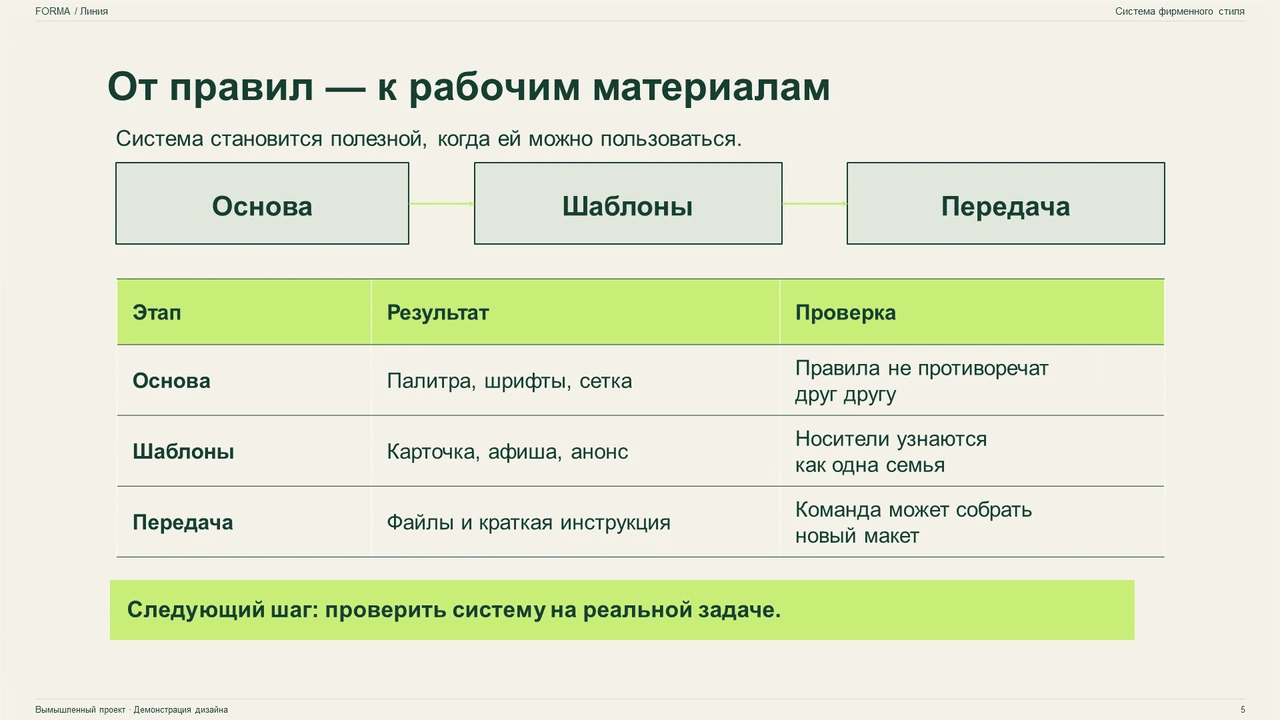 FORMA / Линия
Система фирменного стиля
От правил — к рабочим материалам
Система становится полезной, когда ей можно пользоваться.
Основа
Шаблоны
Передача
Этап
Результат
Проверка
Основа
Палитра, шрифты, сетка
Правила не противоречат
друг другу
Шаблоны
Карточка, афиша, анонс
Носители узнаются
как одна семья
Передача
Файлы и краткая инструкция
Команда может собрать
новый макет
Следующий шаг: проверить систему на реальной задаче.
Вымышленный проект · Демонстрация дизайна
5